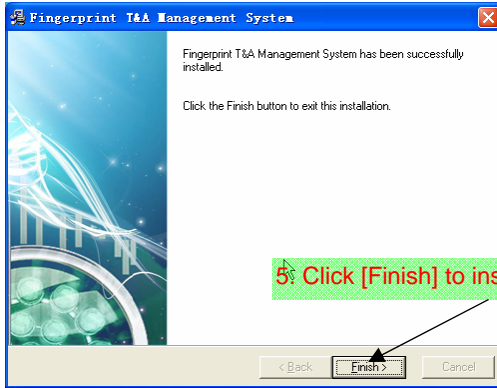 Fingerprint T&A Management System
Fingerprint T&A Management System has been successfully
installed.
Click the Finish button to exit this installation.
5. Click [Finish] to ins
< Back
Finish >
Cancel